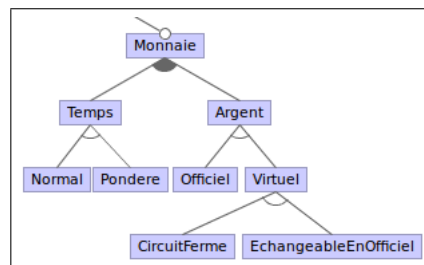 Monnaie
Temps Argent
Normal Pondere Officiel Virtuel
CircuitFerme EchangeableEnOfficiel